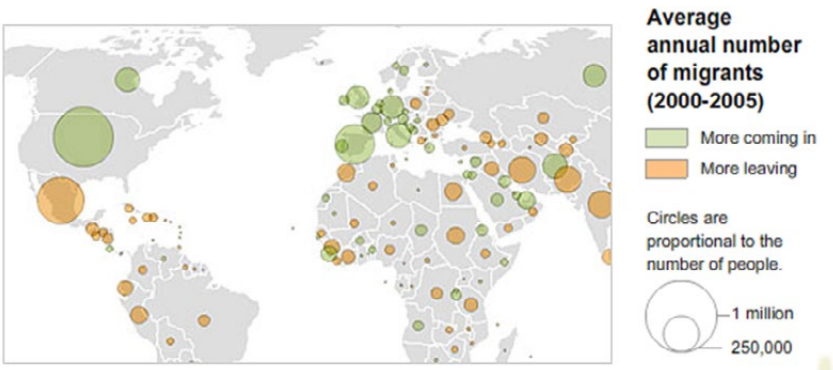 Average
annual number
of migrants
(2000-2005)
More coming in
More leaving
Circles are
proportional to the
number of people.
1 million
250,000